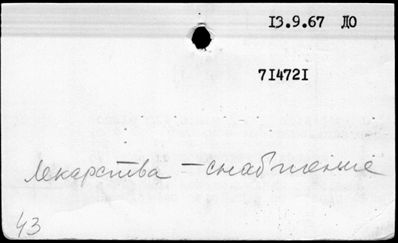 13.9.67 ДО
714721
Лекарства - снабжение
43